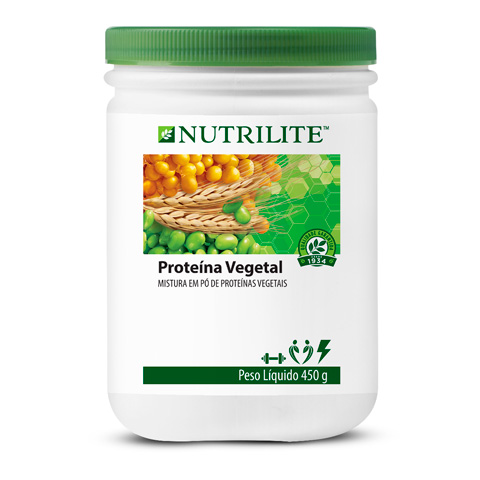 NUTRILITE™
1934
Proteína Vegetal
MISTURA EM PÓ DE PROTEÍNAS VEGETAIS
Peso Líquido 450 g